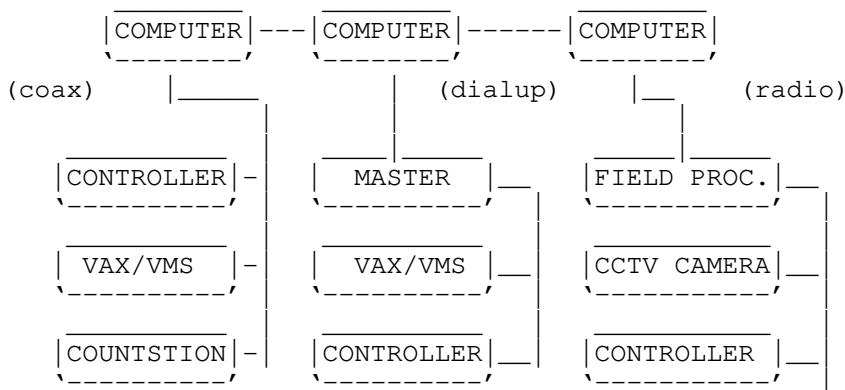 COMPUTER COMPUTER COMPUTER
(coax) (dialup) (radio)
CONTROLLER MASTER FIELD PROC.
VAX/VMS VAX/VMS CCTV CAMERA
COUNTSTION CONTROLLER CONTROLLER